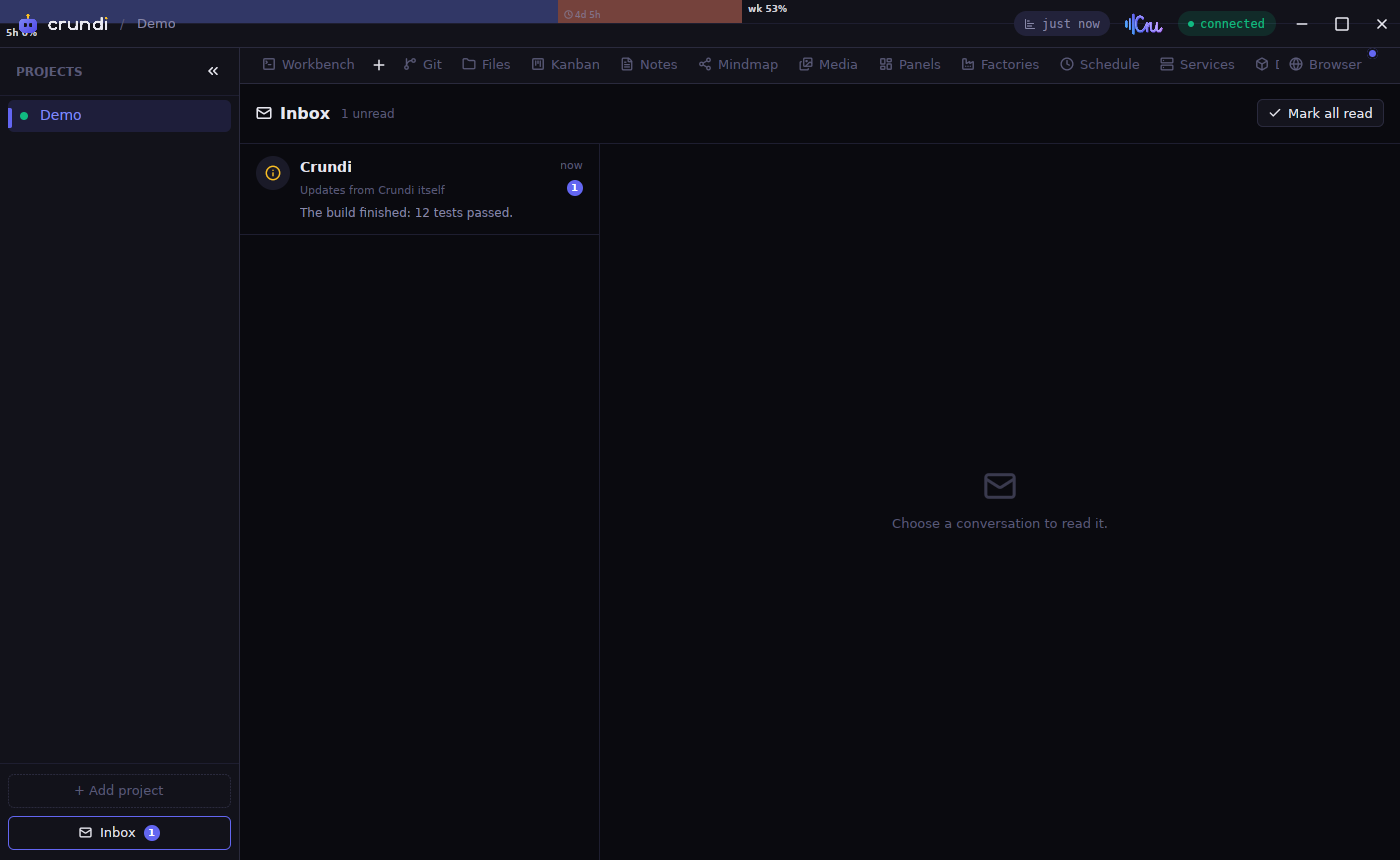 4d 5h
wk 53%
5h 0%
crundi / Demo
just now
Cru
connected
PROJECTS
Workbench
Git
Files
Kanban
Notes
Mindmap
Media
Panels
Factories
Schedule
Services
Browser
Demo
Inbox 1 unread
Mark all read
Crundi
now
Updates from Crundi itself
1
The build finished: 12 tests passed.
Choose a conversation to read it.
+ Add project
Inbox 1